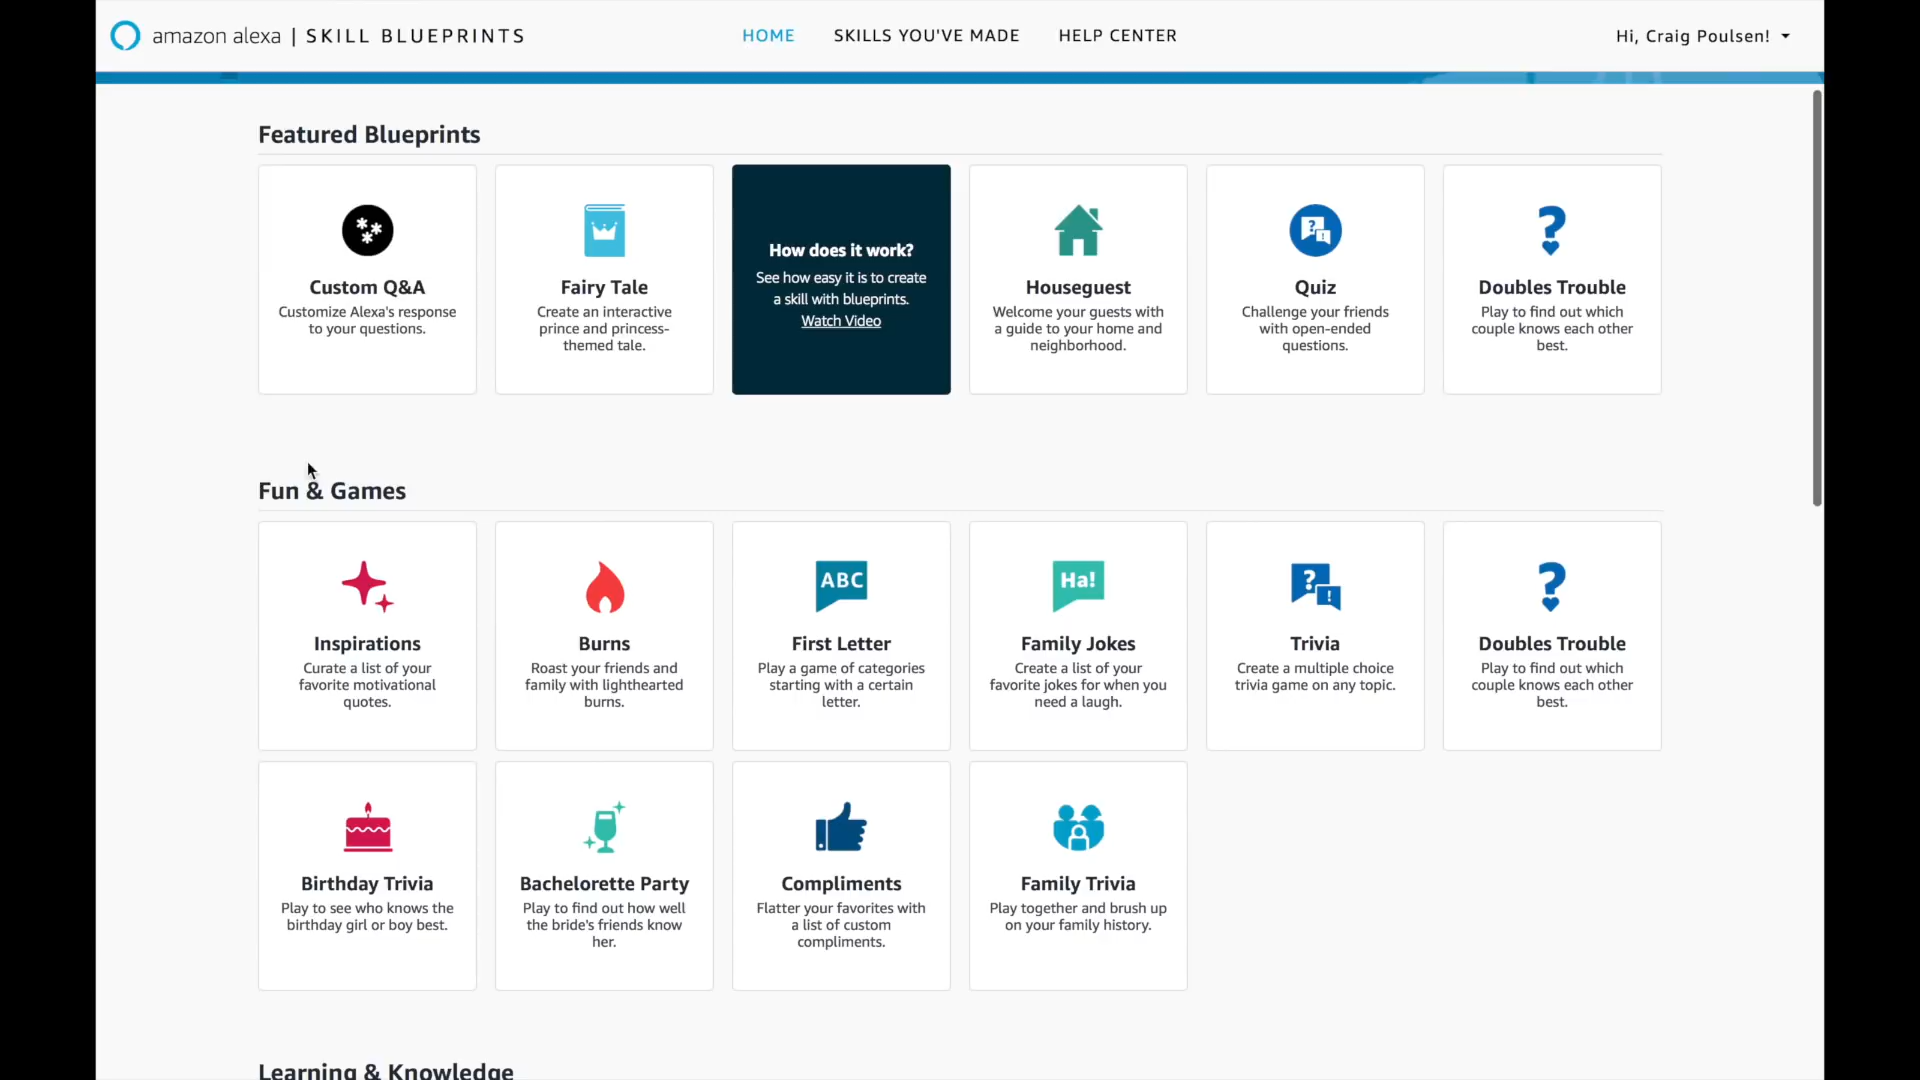 amazon alexa | SKILL BLUEPRINTS
HOME
SKILLS YOU'VE MADE
HELP CENTER
Hi, Craig Poulsen!
Featured Blueprints
Custom Q&A
Customize Alexa's response
to your questions.
Fairy Tale
Create an interactive
prince and princess-
themed tale.
How does it work?
See how easy it is to create
a skill with blueprints.
Watch Video
Houseguest
Welcome your guests with
a guide to your home and
neighborhood.
?
!
Quiz
Challenge your friends
with open-ended
questions.
?
Doubles Trouble
Play to find out which
couple knows each other
best.
Fun & Games
Inspirations
Curate a list of your
favorite motivational
quotes.
Burns
Roast your friends and
family with lighthearted
burns.
ABC
First Letter
Play a game of categories
starting with a certain
letter.
Ha!
Family Jokes
Create a list of your
favorite jokes for when you
need a laugh.
?
!
Trivia
Create a multiple choice
trivia game on any topic.
?
Doubles Trouble
Play to find out which
couple knows each other
best.
Birthday Trivia
Play to see who knows the
birthday girl or boy best.
Bachelorette Party
Play to find out how well
the bride's friends know
her.
Compliments
Flatter your favorites with
a list of custom
compliments.
Family Trivia
Play together and brush up
on your family history.
Learning & Knowledge